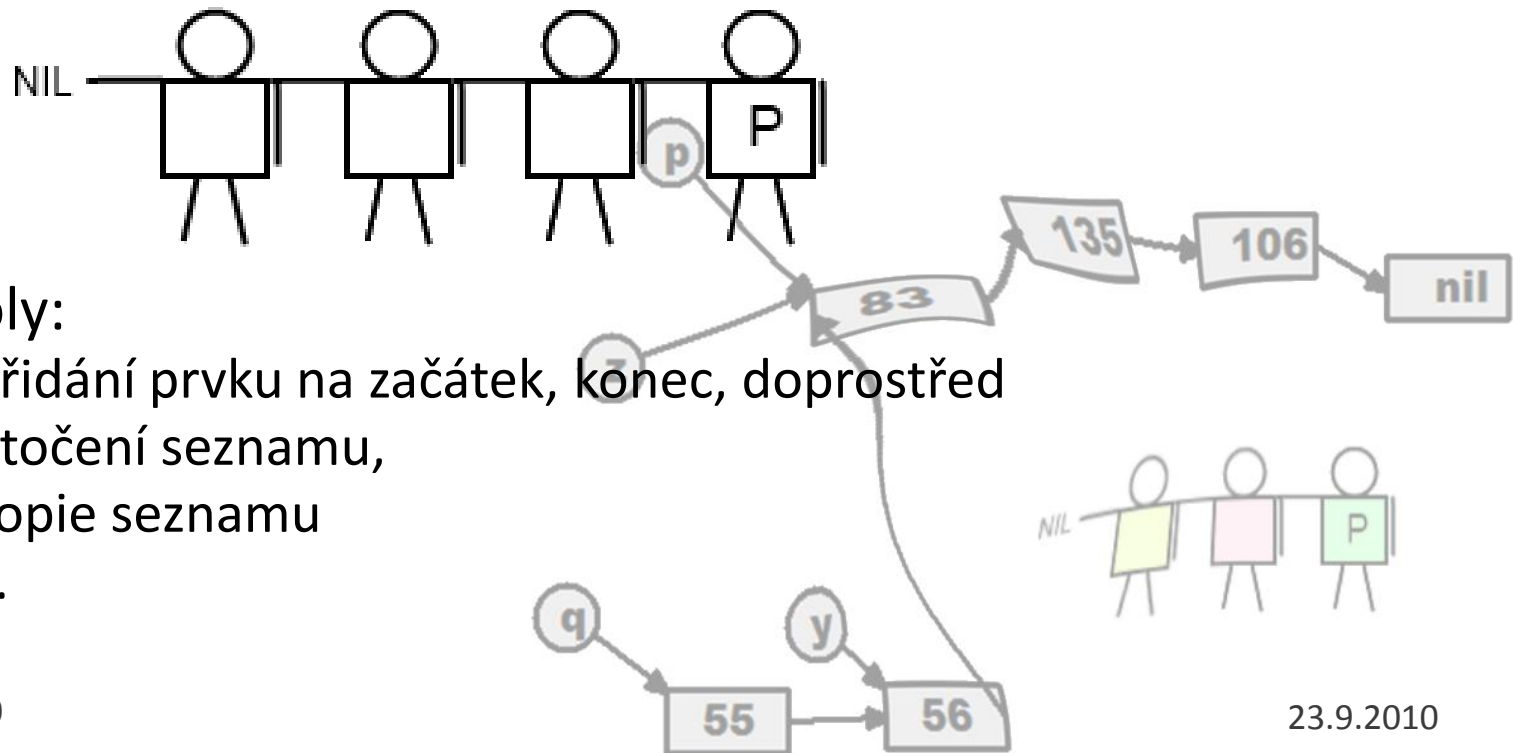 NIL
P
p
135
106
nil
83
oly:
z
řidání prvku na začátek, konec, doprostřed
točení seznamu,
opie seznamu
.
NIL
P
q
y
55
56
23.9.2010